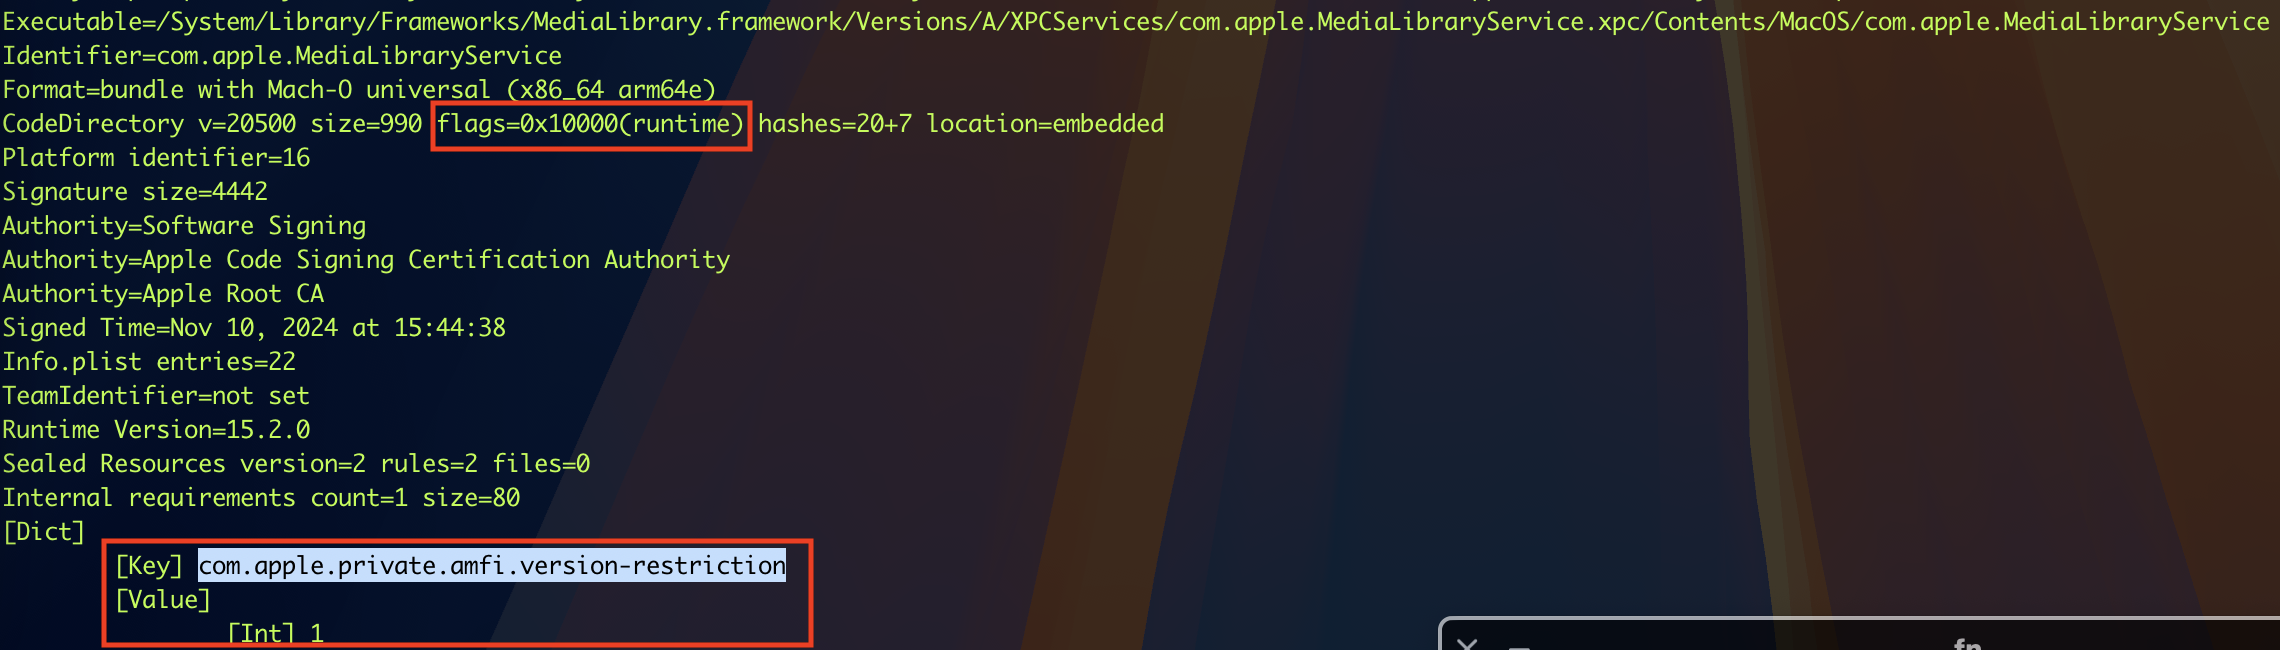 Executable=/System/Library/Frameworks/MediaLibrary.framework/Versions/A/XPCServices/com.apple.MediaLibraryService.xpc/Contents/MacOS/com.apple.MediaLibraryService
Identifier=com.apple.MediaLibraryService
Format=bundle with Mach-O universal (x86_64 arm64e)
CodeDirectory v=20500 size=990 flags=0x10000(runtime) hashes=20+7 location=embedded
Platform identifier=16
Signature size=4442
Authority=Software Signing
Authority=Apple Code Signing Certification Authority
Authority=Apple Root CA
Signed Time=Nov 10, 2024 at 15:44:38
Info.plist entries=22
TeamIdentifier=not set
Runtime Version=15.2.0
Sealed Resources version=2 rules=2 files=0
Internal requirements count=1 size=80
[Dict]
[Key] com.apple.private.amfi.version-restriction
[Value]
[Int] 1
fn